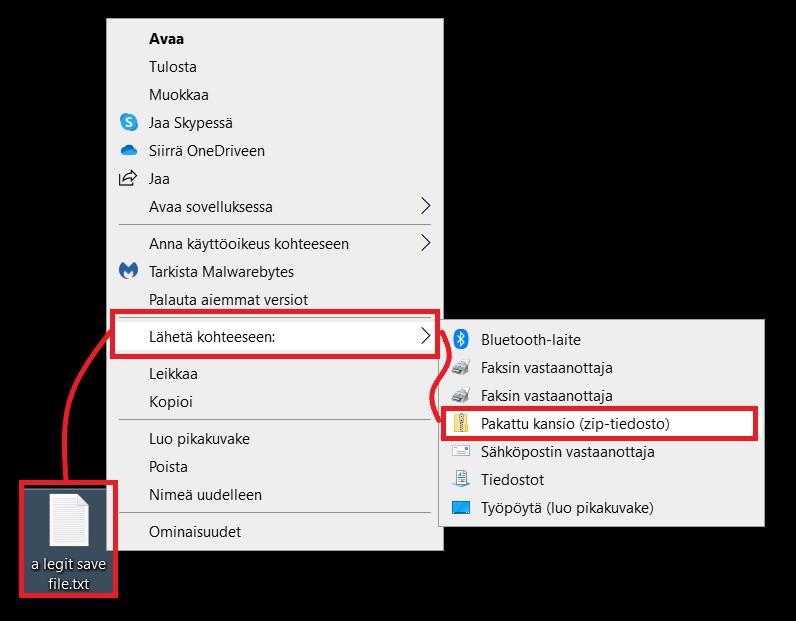 Avaa
Tulosta
Muokkaa
Jaa Skypessä
Siirrä OneDriveen
Jaa
Avaa sovelluksessa
Anna käyttöoikeus kohteeseen
Tarkista Malwarebytes
Palauta aiemmat versiot
Lähetä kohteeseen:
Leikkaa
Kopioi
Luo pikakuvake
Poista
Nimeä uudelleen
Ominaisuudet
Bluetooth-laite
Faksin vastaanottaja
Faksin vastaanottaja
Pakattu kansio (zip-tiedosto)
Sähköpostin vastaanottaja
Tiedostot
Työpöytä (luo pikakuvake)
a legit save
file.txt